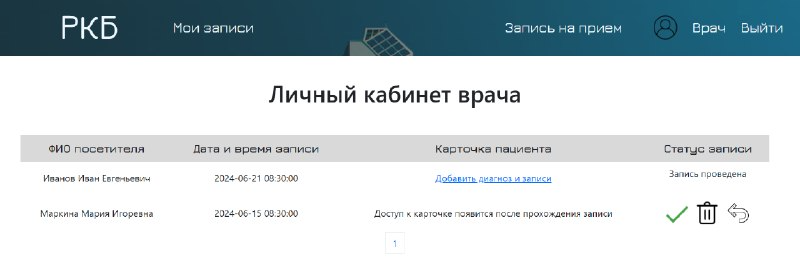 РКБ Мои записи Запись на прием Врач Выйти
Личный кабинет врача
ФИО посетителя Дата и время записи Карточка пациента Статус записи
Иванов Иван Евгеньевич 2024-06-21 08:30:00 Добавить диагноз и записи Запись проведена
Маркина Мария Игоревна 2024-06-15 08:30:00 Доступ к карточке появится после прохождения записи
1